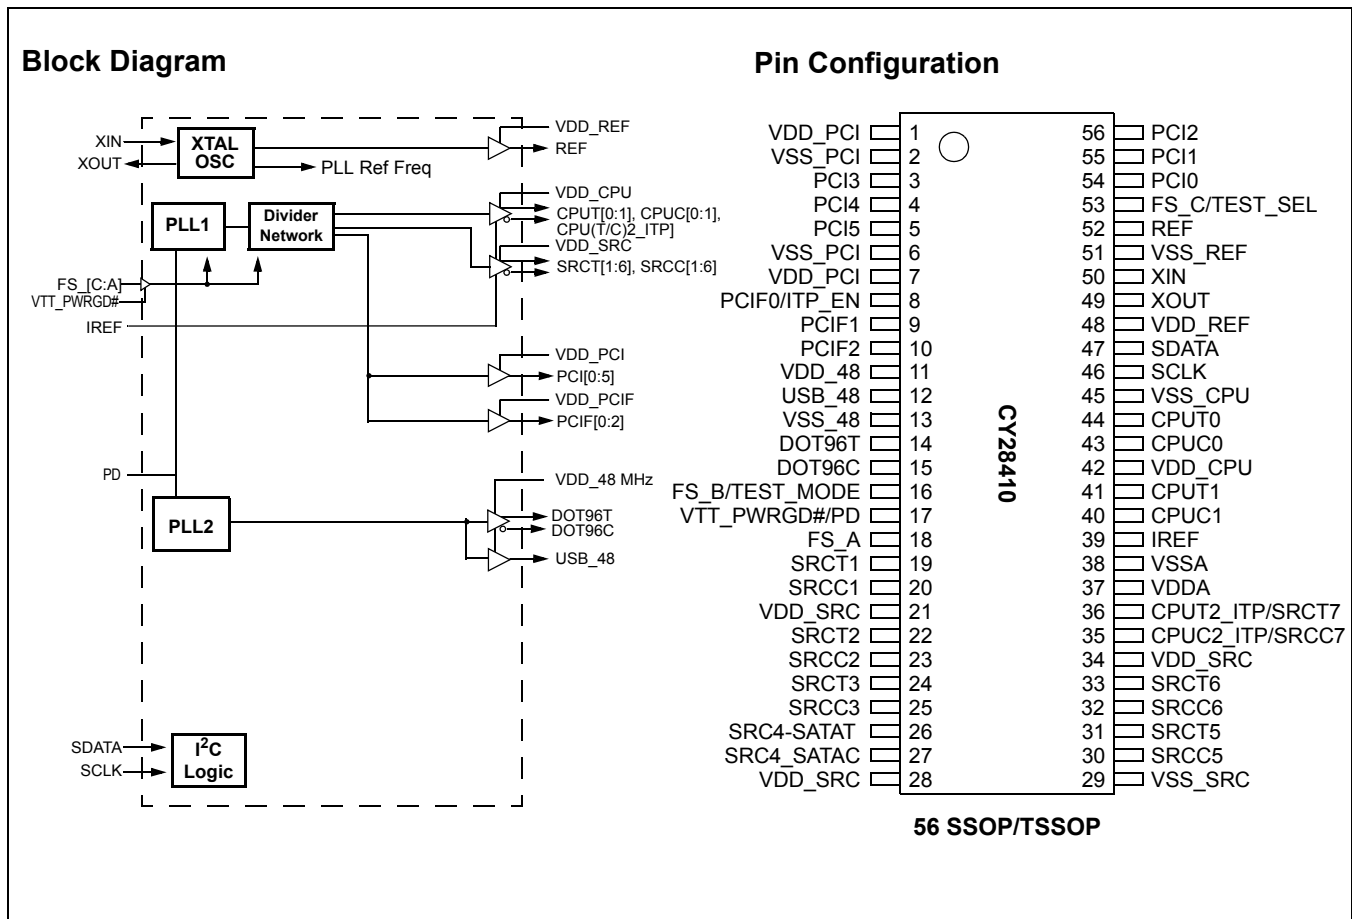 Block Diagram
XIN
XOUT
XTAL
OSC
PLL Ref Freq
VDD_REF
REF
PLL1
Divider
Network
VDD_CPU
CPUT[0:1], CPUC[0:1],
CPU(T/C)2_ITP]
VDD_SRC
SRCT[1:6], SRCC[1:6]
FS_[C:A]
VTT_PWRGD#
IREF
VDD_PCI
PCI[0:5]
VDD_PCIF
PCIF[0:2]
PD
PLL2
VDD_48 MHz
DOT96T
DOT96C
USB_48
SDATA
SCLK
I2C
Logic
Pin Configuration
VDD_PCI 1 56 PCI2
VSS_PCI 2 55 PCI1
PCI3 3 54 PCI0
PCI4 4 53 FS_C/TEST_SEL
PCI5 5 52 REF
VSS_PCI 6 51 VSS_REF
VDD_PCI 7 50 XIN
PCIF0/ITP_EN 8 49 XOUT
PCIF1 9 48 VDD_REF
PCIF2 10 47 SDATA
VDD_48 11 46 SCLK
USB_48 12 45 VSS_CPU
VSS_48 13 44 CPUT0
DOT96T 14 43 CPUC0
DOT96C 15 42 VDD_CPU
FS_B/TEST_MODE 16 41 CPUT1
VTT_PWRGD#/PD 17 40 CPUC1
FS_A 18 39 IREF
SRCT1 19 38 VSSA
SRCC1 20 37 VDDA
VDD_SRC 21 36 CPUT2_ITP/SRCT7
SRCT2 22 35 CPUC2_ITP/SRCC7
SRCC2 23 34 VDD_SRC
SRCT3 24 33 SRCT6
SRCC3 25 32 SRCC6
SRC4-SATAT 26 31 SRCT5
SRC4_SATAC 27 30 SRCC5
VDD_SRC 28 29 VSS_SRC
CY28410
56 SSOP/TSSOP